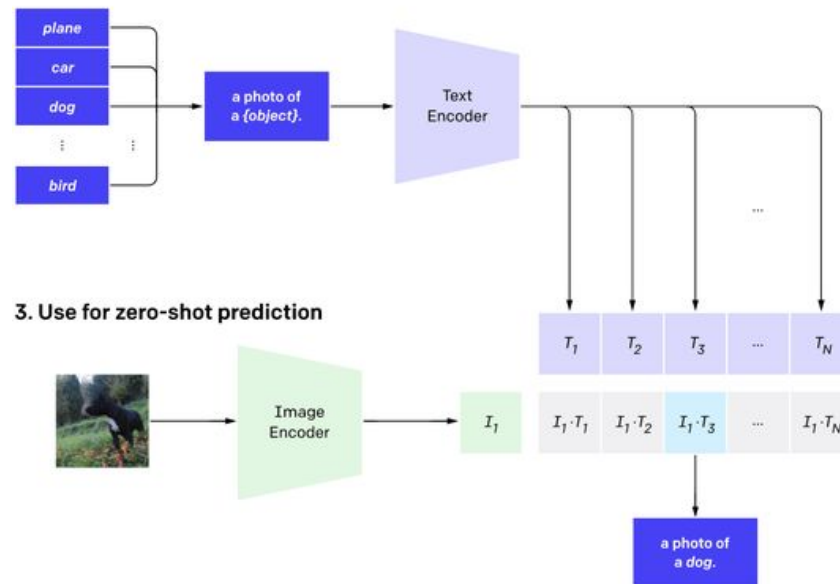 plane
car
dog
⋮ ⋮
bird
a photo of
a {object}.
Text
Encoder
...
3. Use for zero-shot prediction
T1 T2 T3 ... TN
Image
Encoder
I1
I1·T1 I1·T2 I1·T3 ... I1·TN
a photo of
a dog.